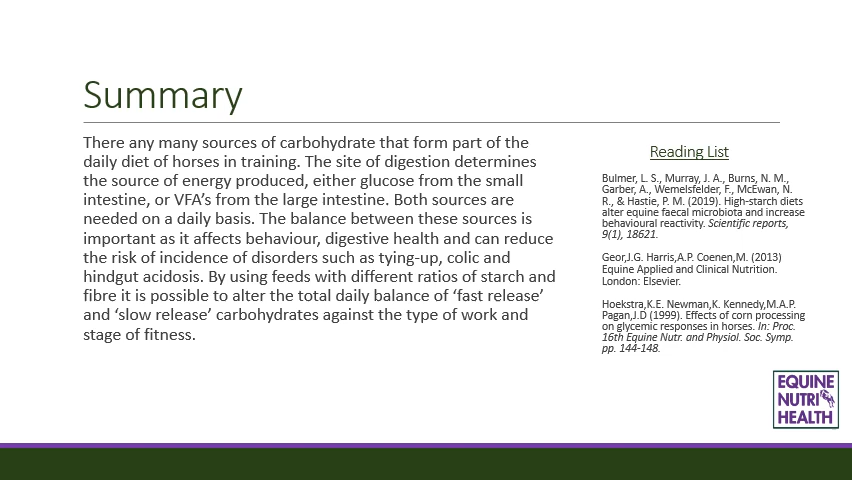 Summary
There any many sources of carbohydrate that form part of the
daily diet of horses in training. The site of digestion determines
the source of energy produced, either glucose from the small
intestine, or VFA’s from the large intestine. Both sources are
needed on a daily basis. The balance between these sources is
important as it affects behaviour, digestive health and can reduce
the risk of incidence of disorders such as tying-up, colic and
hindgut acidosis. By using feeds with different ratios of starch and
fibre it is possible to alter the total daily balance of ‘fast release’
and ‘slow release’ carbohydrates against the type of work and
stage of fitness.
Reading List
Bulmer, L. S., Murray, J. A., Burns, N. M.,
Garber, A., Wemelsfelder, F., McEwan, N.
R., & Hastie, P. M. (2019). High-starch diets
alter equine faecal microbiota and increase
behavioural reactivity. Scientific reports,
9(1), 18621.
Geor,J.G. Harris,A.P. Coenen,M. (2013)
Equine Applied and Clinical Nutrition.
London: Elsevier.
Hoekstra,K.E. Newman,K. Kennedy,M.A.P.
Pagan,J.D (1999). Effects of corn processing
on glycemic responses in horses. In: Proc.
16th Equine Nutr. and Physiol. Soc. Symp.
pp. 144-148.
EQUINE
NUTRI
HEALTH